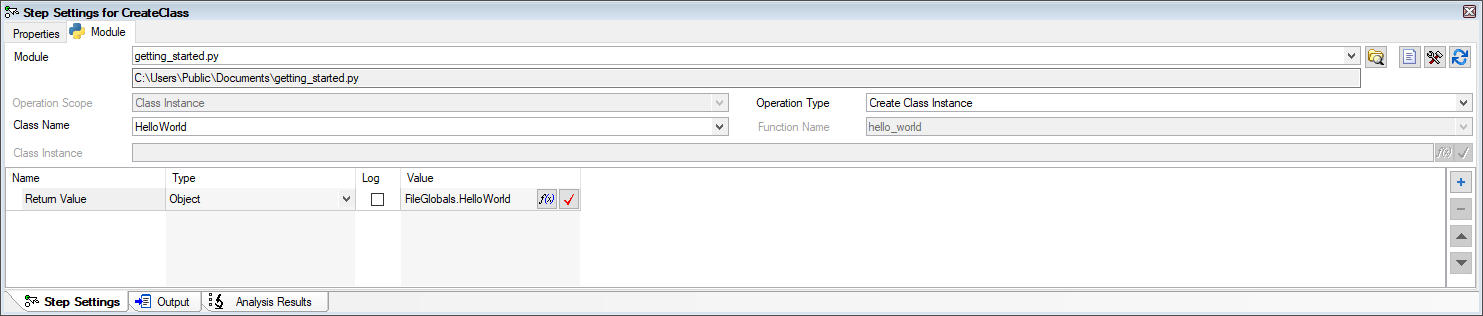 Step Settings for CreateClass
Properties Module
Module getting_started.py
C:\Users\Public\Documents\getting_started.py
Operation Scope Class Instance Operation Type Create Class Instance
Class Name HelloWorld Function Name hello_world
Class Instance f(x)
Name Type Log Value
Return Value Object FileGlobals.HelloWorld f(x)
Step Settings Output Analysis Results